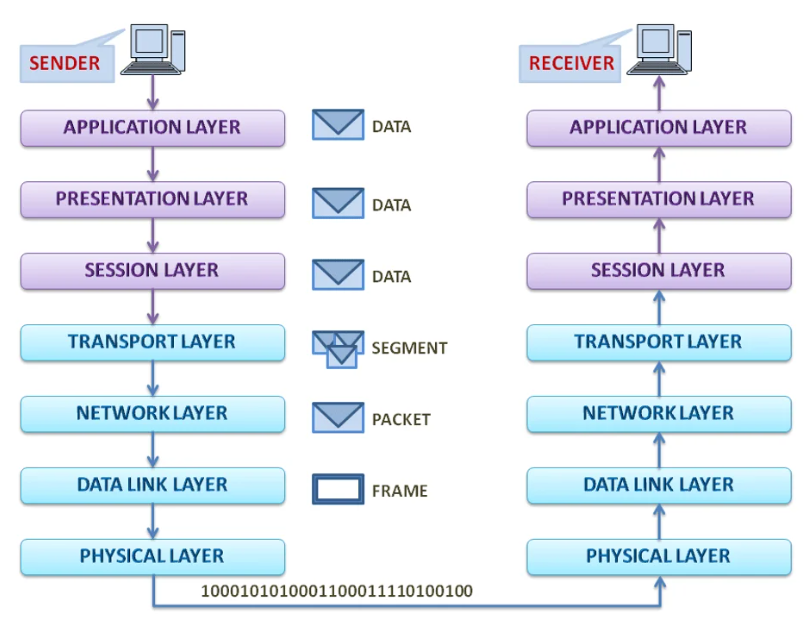 SENDER
RECEIVER
APPLICATION LAYER
DATA
APPLICATION LAYER
PRESENTATION LAYER
DATA
PRESENTATION LAYER
SESSION LAYER
DATA
SESSION LAYER
TRANSPORT LAYER
SEGMENT
TRANSPORT LAYER
NETWORK LAYER
PACKET
NETWORK LAYER
DATA LINK LAYER
FRAME
DATA LINK LAYER
PHYSICAL LAYER
PHYSICAL LAYER
1000101010001100011110100100